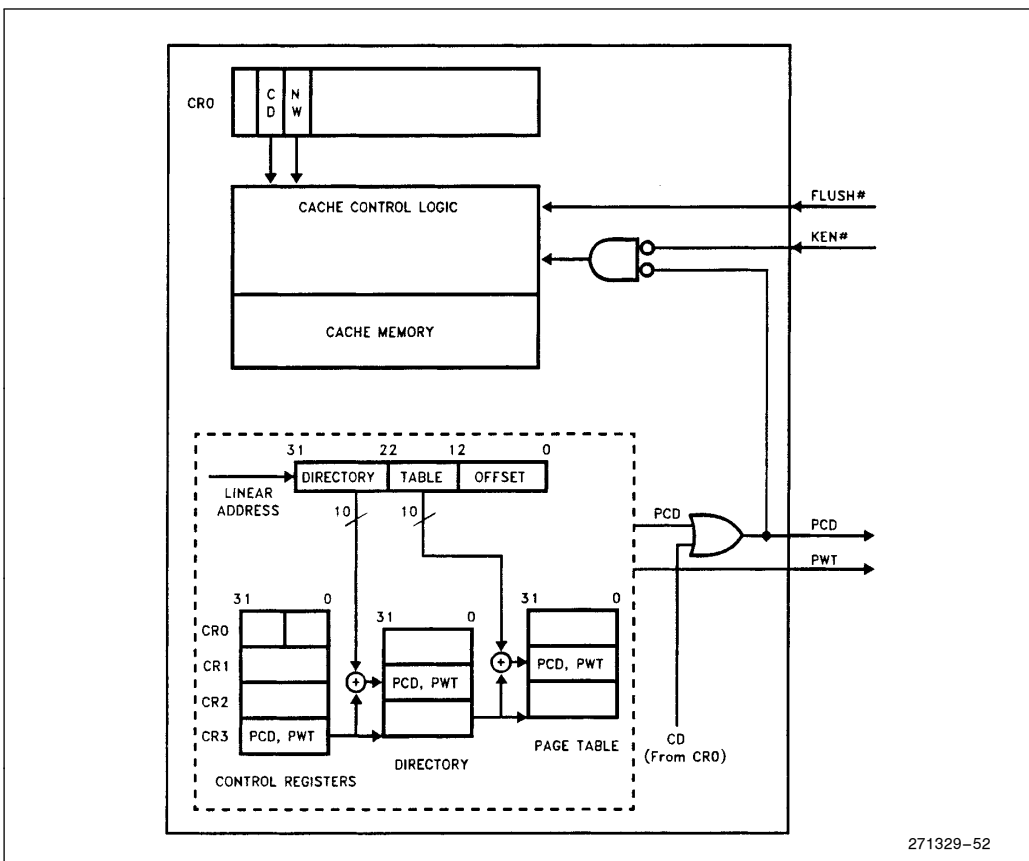 CR0
C
D
N
W
CACHE CONTROL LOGIC
FLUSH#
KEN#
CACHE MEMORY
31 22 12 0
DIRECTORY TABLE OFFSET
LINEAR
ADDRESS
10 10
PCD
PCD
PWT
31 0
31 0
31 0
CR0
CR1
CR2
CR3
PCD, PWT
PCD, PWT
PCD, PWT
+
+
PAGE TABLE
DIRECTORY
CONTROL REGISTERS
CD
(From CR0)
271329–52